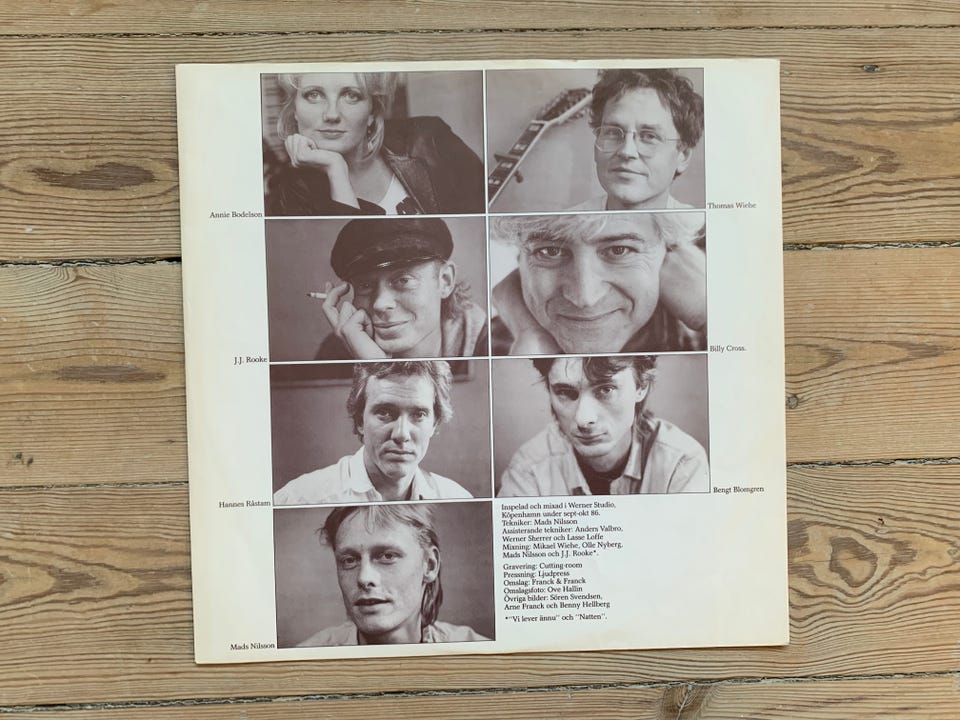 Annie Bodelson
Thomas Wiehe
J.J. Rooke
Billy Cross.
Hannes Råstam
Bengt Blomgren
Mads Nilsson
Inspelad och mixad i Werner Studio,
Köpenhamn under sept-okt 86.
Tekniker: Mads Nilsson
Assisterande tekniker: Anders Valbro,
Werner Sherrer och Lasse Loffe
Mixning: Mikael Wiehe, Olle Nyberg,
Mads Nilsson och J.J. Rooke*.
Gravering: Cutting-room
Pressning: Ljudpress
Omslag: Franck & Franck
Omslagsfoto: Ove Hallin
Övriga bilder: Sören Svendsen,
Arne Franck och Benny Hellberg
*"Vi lever ännu" och "Natten".